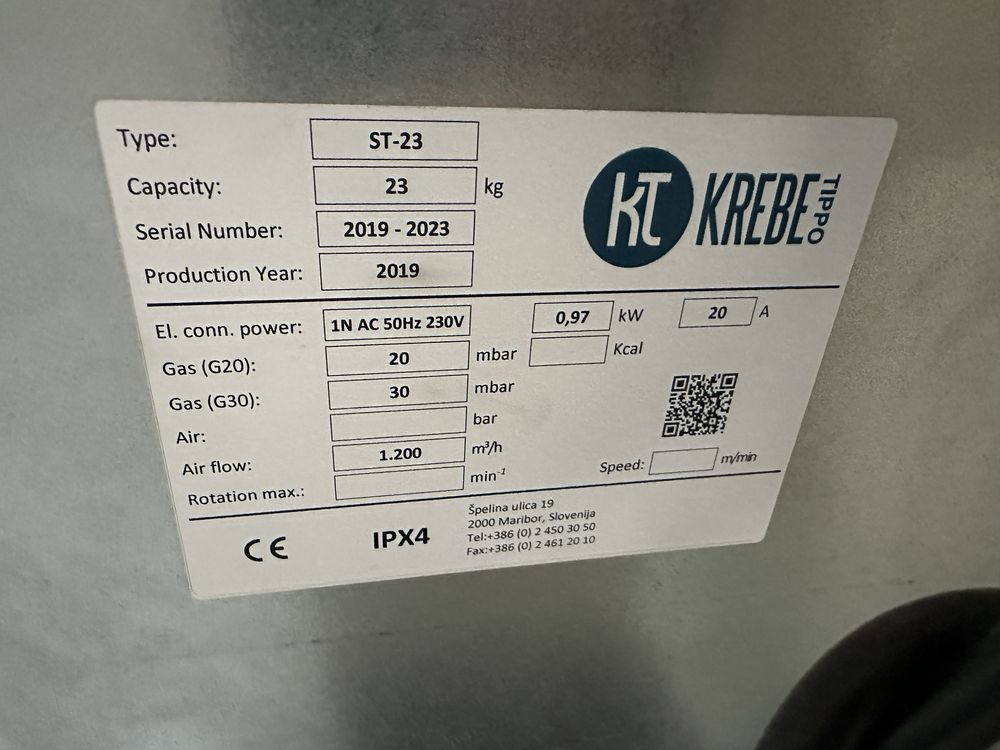 Type: ST-23
Capacity: 23 kg
Serial Number: 2019 - 2023
Production Year: 2019
KT KREBE TIPPO
El. conn. power: 1N AC 50Hz 230V 0,97 kW 20 A
Gas (G20): 20 mbar Kcal
Gas (G30): 30 mbar
Air: bar
Air flow: 1.200 m³/h
Rotation max.: min⁻¹ Speed: m/min
CE IPX4
Špelina ulica 19
2000 Maribor, Slovenija
Tel:+386 (0) 2 450 30 50
Fax:+386 (0) 2 461 20 10